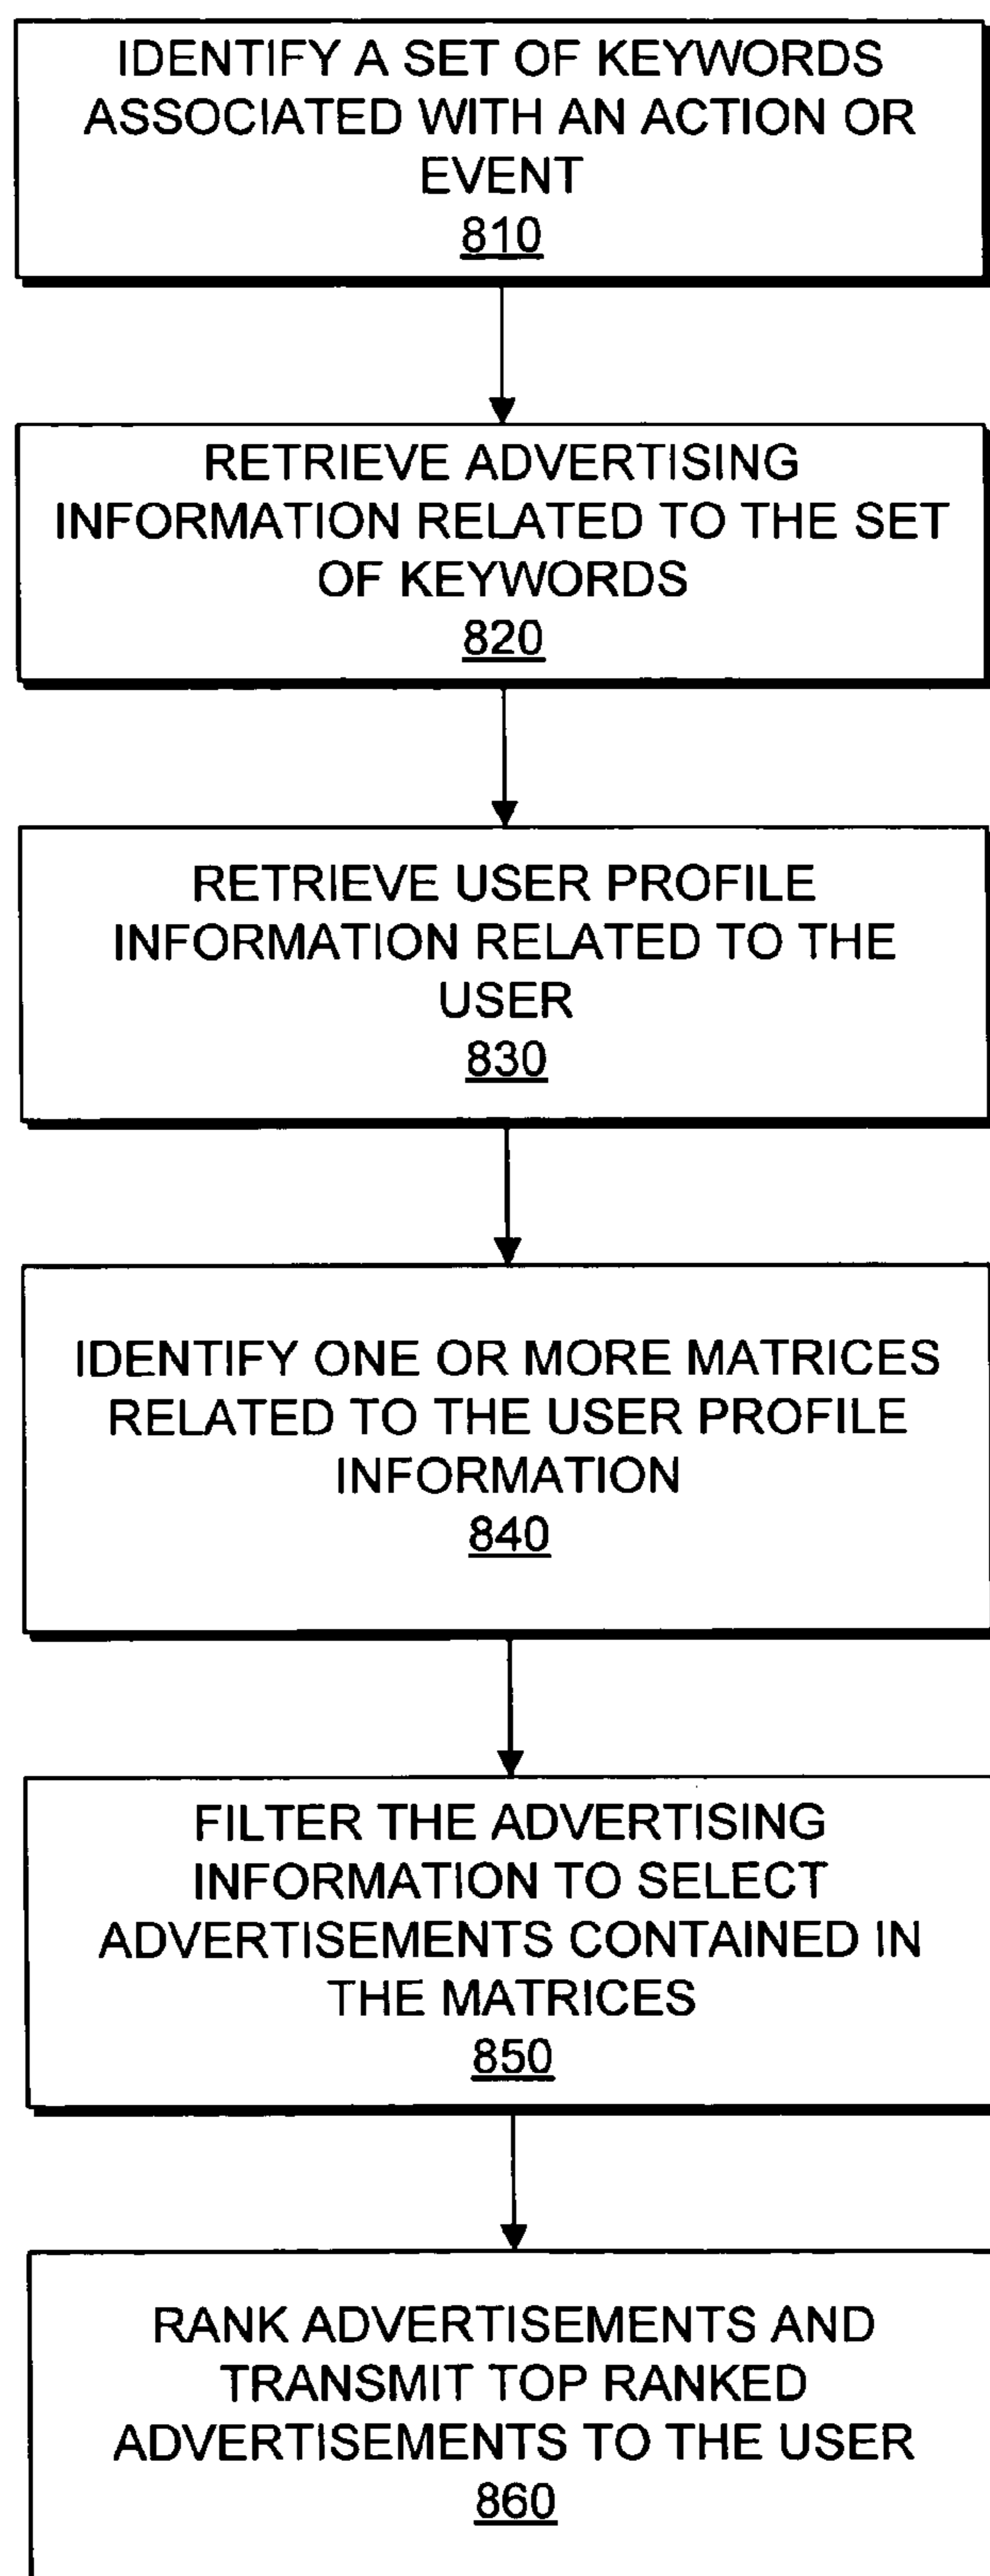 IDENTIFY A SET OF KEYWORDS
ASSOCIATED WITH AN ACTION OR
EVENT
810
RETRIEVE ADVERTISING
INFORMATION RELATED TO THE SET
OF KEYWORDS
820
RETRIEVE USER PROFILE
INFORMATION RELATED TO THE
USER
830
IDENTIFY ONE OR MORE MATRICES
RELATED TO THE USER PROFILE
INFORMATION
840
FILTER THE ADVERTISING
INFORMATION TO SELECT
ADVERTISEMENTS CONTAINED IN
THE MATRICES
850
RANK ADVERTISEMENTS AND
TRANSMIT TOP RANKED
ADVERTISEMENTS TO THE USER
860